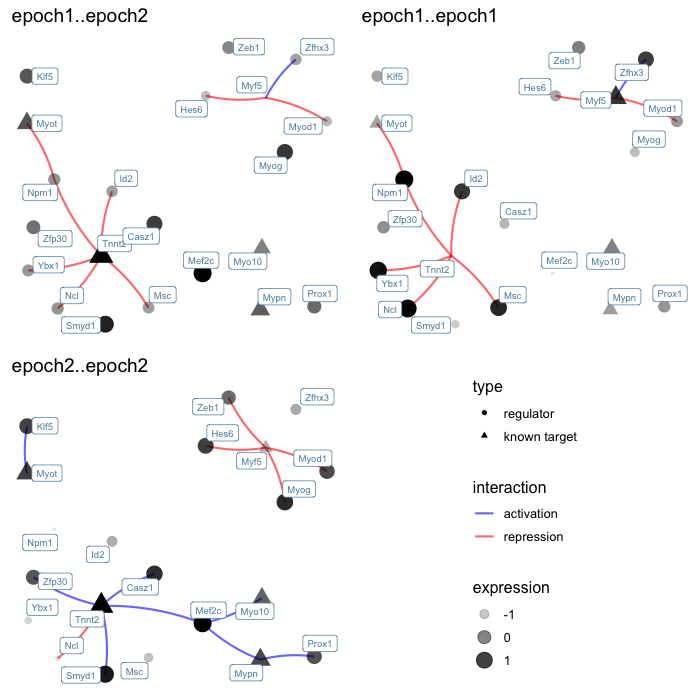 epoch1..epoch2
Zeb1
Zfhx3
Klf5
Myf5
Hes6
Myot
Myod1
Myog
Id2
Npm1
Zfp30
Tnnt2
Casz1
Ybx1
Mef2c
Myo10
Ncl
Msc
Mypn
Prox1
Smyd1
epoch1..epoch1
Zeb1
Zfhx3
Klf5
Hes6
Myf5
Myod1
Myot
Myog
Id2
Npm1
Casz1
Zfp30
Tnnt2
Mef2c
Myo10
Ybx1
Msc
Mypn
Prox1
Ncl
Smyd1
epoch2..epoch2
Zeb1
Zfhx3
Klf5
Hes6
Myf5
Myod1
Myot
Myog
Npm1
Id2
Zfp30
Casz1
Ybx1
Tnnt2
Mef2c
Myo10
Ncl
Prox1
Smyd1
Msc
Mypn
type
regulator
known target
interaction
activation
repression
expression
-1
0
1